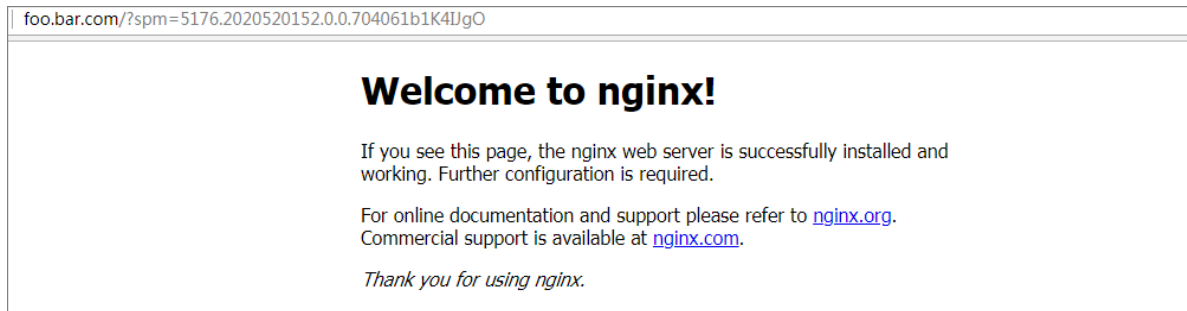 foo.bar.com/?spm=5176.2020520152.0.0.704061b1K4IJgO
Welcome to nginx!
If you see this page, the nginx web server is successfully installed and
working. Further configuration is required.
For online documentation and support please refer to nginx.org.
Commercial support is available at nginx.com.
Thank you for using nginx.